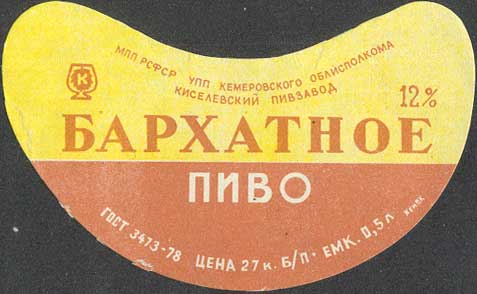 МПП РСФСР УПП КЕМЕРОВСКОГО ОБЛИСПОЛКОМА
КИСЕЛЕВСКИЙ ПИВЗАВОД
К
12%
БАРХАТНОЕ
ПИВО
ГОСТ 3473-78 ЦЕНА 27 к. Б/П· ЕМК. 0,5 л